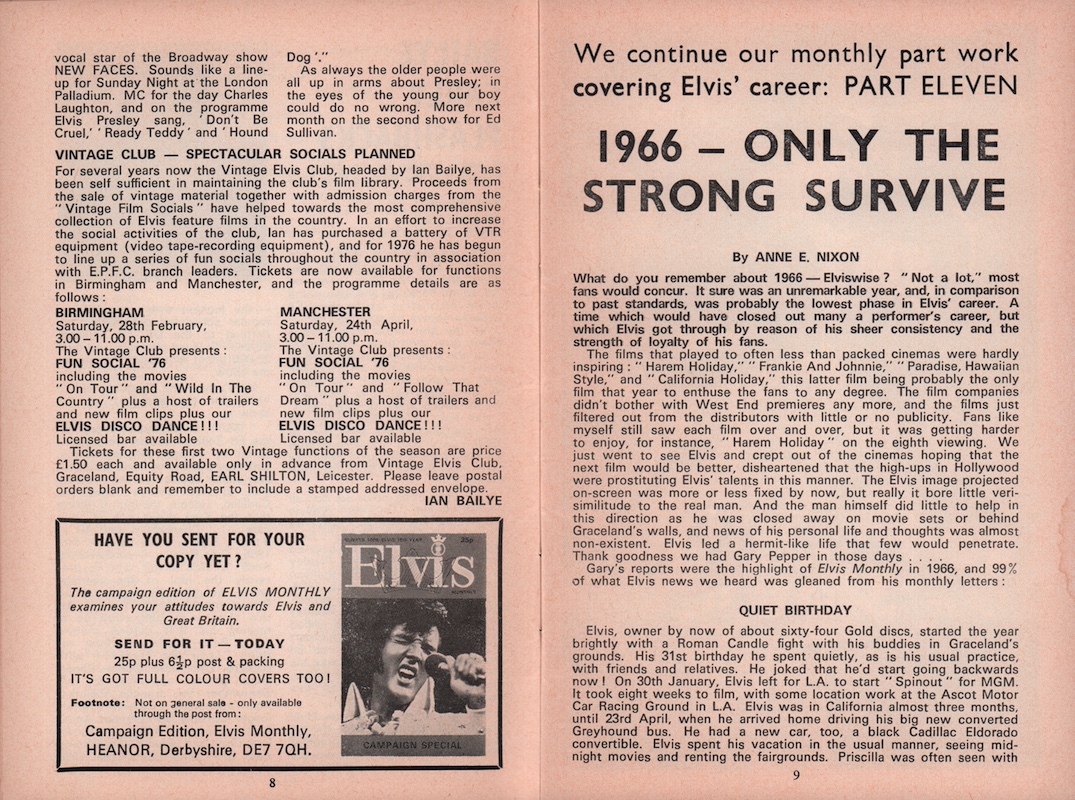 vocal star of the Broadway show
NEW FACES. Sounds like a line-
up for Sunday Night at the London
Palladium. MC for the day Charles
Laughton, and on the programme
Elvis Presley sang, ' Don't Be
Cruel,' ' Ready Teddy ' and ' Hound
Dog '."
As always the older people were
all up in arms about Presley; in
the eyes of the young our boy
could do no wrong. More next
month on the second show for Ed
Sullivan.
VINTAGE CLUB — SPECTACULAR SOCIALS PLANNED
For several years now the Vintage Elvis Club, headed by Ian Bailye, has
been self sufficient in maintaining the club's film library. Proceeds from
the sale of vintage material together with admission charges from the
" Vintage Film Socials " have helped towards the most comprehensive
collection of Elvis feature films in the country. In an effort to increase
the social activities of the club, Ian has purchased a battery of VTR
equipment (video tape-recording equipment), and for 1976 he has begun
to line up a series of fun socials throughout the country in association
with E.P.F.C. branch leaders. Tickets are now available for functions
in Birmingham and Manchester, and the programme details are as
follows :
BIRMINGHAM
Saturday, 28th February,
3.00 – 11.00 p.m.
The Vintage Club presents :
FUN SOCIAL '76
including the movies
" On Tour " and " Wild In The
Country " plus a host of trailers
and new film clips plus our
ELVIS DISCO DANCE ! ! !
Licensed bar available
MANCHESTER
Saturday, 24th April,
3.00 – 11.00 p.m.
The Vintage Club presents :
FUN SOCIAL '76
including the movies
" On Tour " and " Follow That
Dream " plus a host of trailers and
new film clips plus our
ELVIS DISCO DANCE ! ! !
Licensed bar available
Tickets for these first two Vintage functions of the season are price
£1.50 each and available only in advance from Vintage Elvis Club,
Graceland, Equity Road, EARL SHILTON, Leicester. Please leave postal
orders blank and remember to include a stamped addressed envelope.
IAN BAILYE
HAVE YOU SENT FOR YOUR
COPY YET ?
The campaign edition of ELVIS MONTHLY
examines your attitudes towards Elvis and
Great Britain.
SEND FOR IT — TODAY
25p plus 6½p post & packing
IT'S GOT FULL COLOUR COVERS TOO !
Footnote: Not on general sale - only available
through the post from :
Campaign Edition, Elvis Monthly,
HEANOR, Derbyshire, DE7 7QH.
25p
Elvis
MONTHLY
CAMPAIGN SPECIAL
8
We continue our monthly part work
covering Elvis' career: PART ELEVEN
1966 – ONLY THE
STRONG SURVIVE
By ANNE E. NIXON
What do you remember about 1966 — Elviswise ? " Not a lot," most
fans would concur. It sure was an unremarkable year, and, in comparison
to past standards, was probably the lowest phase in Elvis' career. A
time which would have closed out many a performer's career, but
which Elvis got through by reason of his sheer consistency and the
strength of loyalty of his fans.
The films that played to often less than packed cinemas were hardly
inspiring : " Harem Holiday," " Frankie And Johnnie," " Paradise, Hawaiian
Style," and " California Holiday," this latter film being probably the only
film that year to enthuse the fans to any degree. The film companies
didn't bother with West End premieres any more, and the films just
filtered out from the distributors with little or no publicity. Fans like
myself still saw each film over and over, but it was getting harder
to enjoy, for instance, " Harem Holiday " on the eighth viewing. We
just went to see Elvis and crept out of the cinemas hoping that the
next film would be better, disheartened that the high-ups in Hollywood
were prostituting Elvis' talents in this manner. The Elvis image projected
on-screen was more or less fixed by now, but really it bore little veri-
similitude to the real man. And the man himself did little to help in
this direction as he was closed away on movie sets or behind
Graceland's walls, and news of his personal life and thoughts was almost
non-existent. Elvis led a hermit-like life that few would penetrate.
Thank goodness we had Gary Pepper in those days . . . .
Gary's reports were the highlight of Elvis Monthly in 1966, and 99%
of what Elvis news we heard was gleaned from his monthly letters :
QUIET BIRTHDAY
Elvis, owner by now of about sixty-four Gold discs, started the year
brightly with a Roman Candle fight with his buddies in Graceland's
grounds. His 31st birthday he spent quietly, as is his usual practice,
with friends and relatives. He joked that he'd start going backwards
now ! On 30th January, Elvis left for L.A. to start " Spinout " for MGM.
It took eight weeks to film, with some location work at the Ascot Motor
Car Racing Ground in L.A. Elvis was in California almost three months,
until 23rd April, when he arrived home driving his big new converted
Greyhound bus. He had a new car, too, a black Cadillac Eldorado
convertible. Elvis spent his vacation in the usual manner, seeing mid-
night movies and renting the fairgrounds. Priscilla was often seen with
9